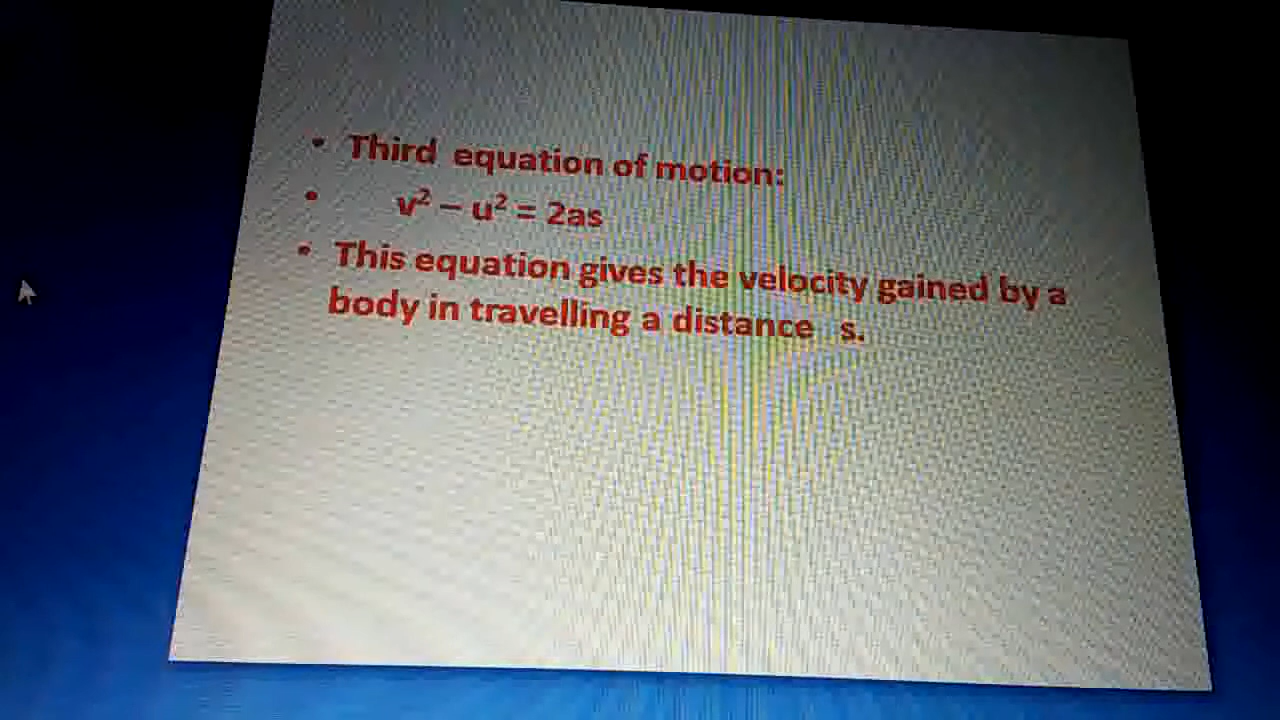 • Third equation of motion:
• v² – u² = 2as
• This equation gives the velocity gained by a
body in travelling a distance s.